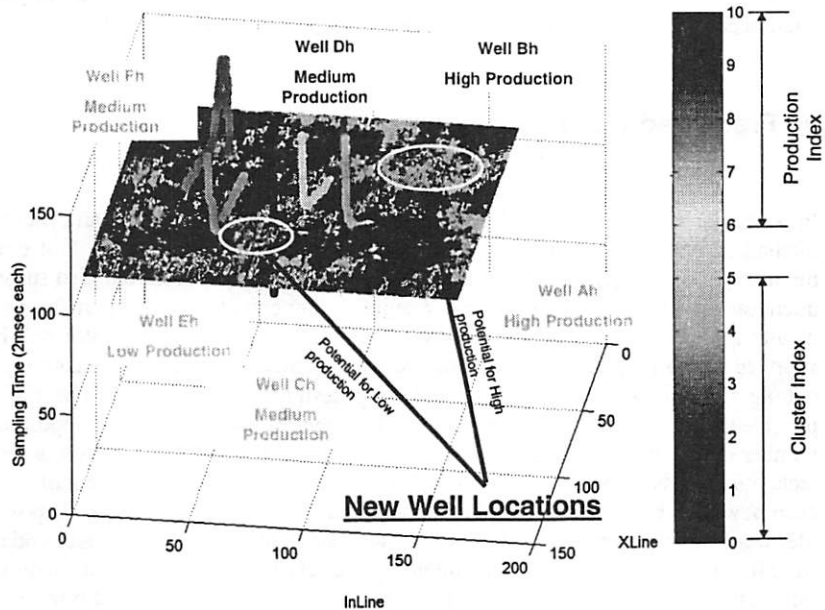 Well Dh
Medium
Production
Well Bh
High Production
Well Fh
Medium
Production
Well Ah
High Production
Well Eh
Low Production
Well Ch
Medium
Production
Potential for Low
production
Potential for High
production
New Well Locations
Sampling Time (2msec each)
150
100
50
0
0
50
100
150
200
InLine
0
50
100
150
XLine
10
9
8
7
6
5
4
3
2
1
0
Production
Index
Cluster Index